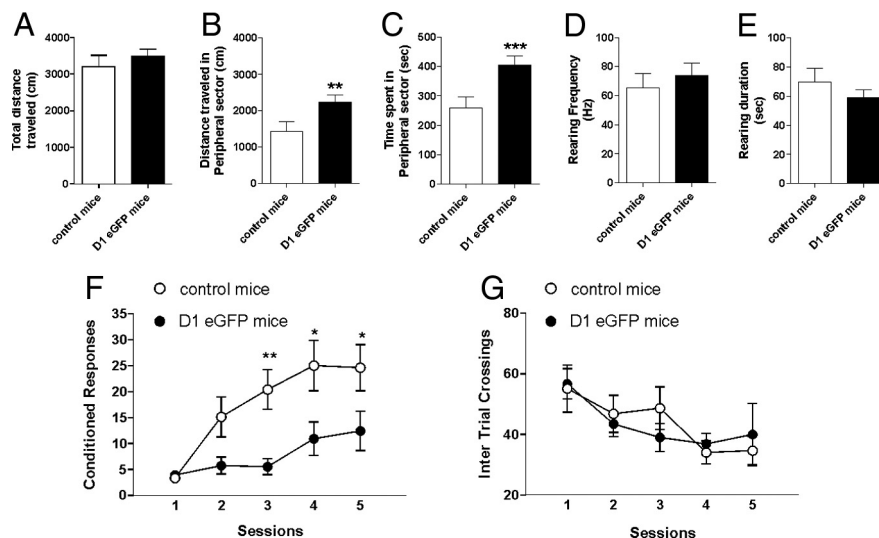 A
B
C
D
E
Total distance
traveled (cm)
4000
3000
2000
1000
0
control mice
D1 eGFP mice
Distance traveled in
Peripheral sector (cm)
4000
3000
2000
1000
0
**
control mice
D1 eGFP mice
Time spent in
Peripheral sector (sec)
500
400
300
200
100
0
***
control mice
D1 eGFP mice
Rearing Frequency
(Hz)
100
80
60
40
20
0
control mice
D1 eGFP mice
Rearing duration
(sec)
100
80
60
40
20
0
control mice
D1 eGFP mice
F
control mice
D1 eGFP mice
Conditioned Responses
35
30
25
20
15
10
5
0
** * *
1 2 3 4 5
Sessions
G
control mice
D1 eGFP mice
Inter Trial Crossings
80
60
40
20
1 2 3 4 5
Sessions